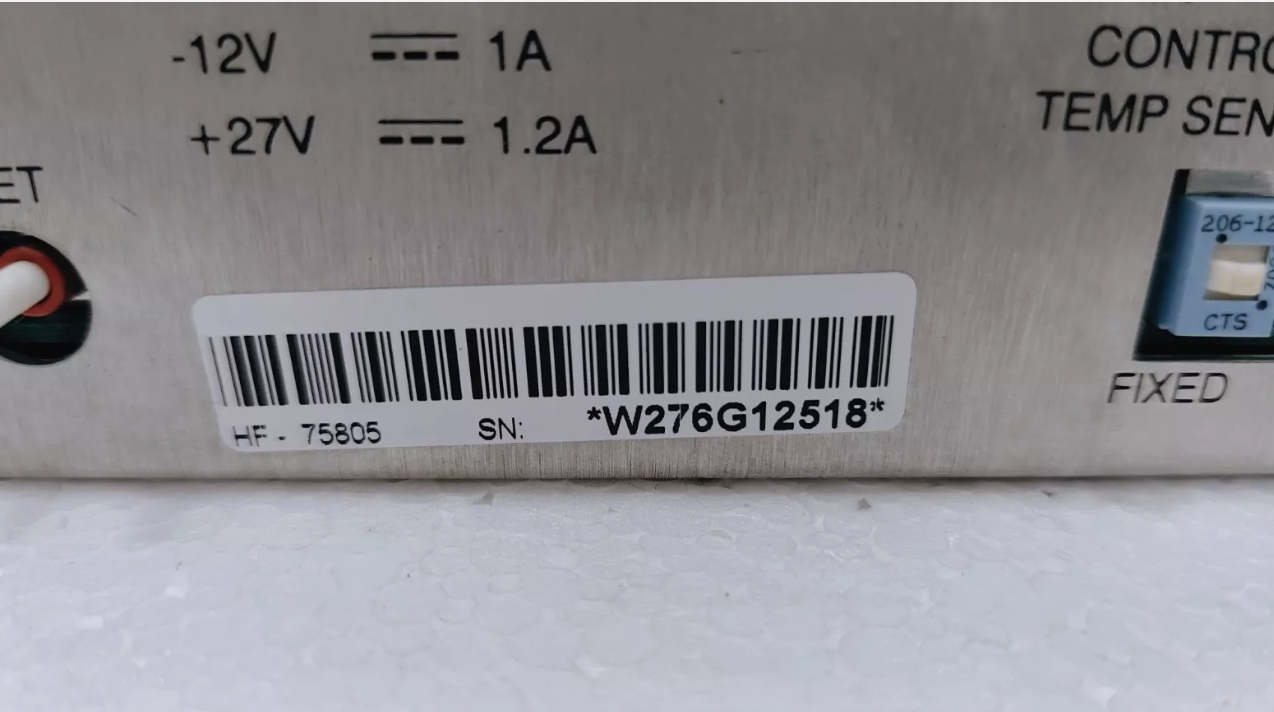 -12V ⎓ 1A
+27V ⎓ 1.2A
ET
CONTRO
TEMP SEN
206-12
CTS
FIXED
HF - 75805 SN: *W276G12518*